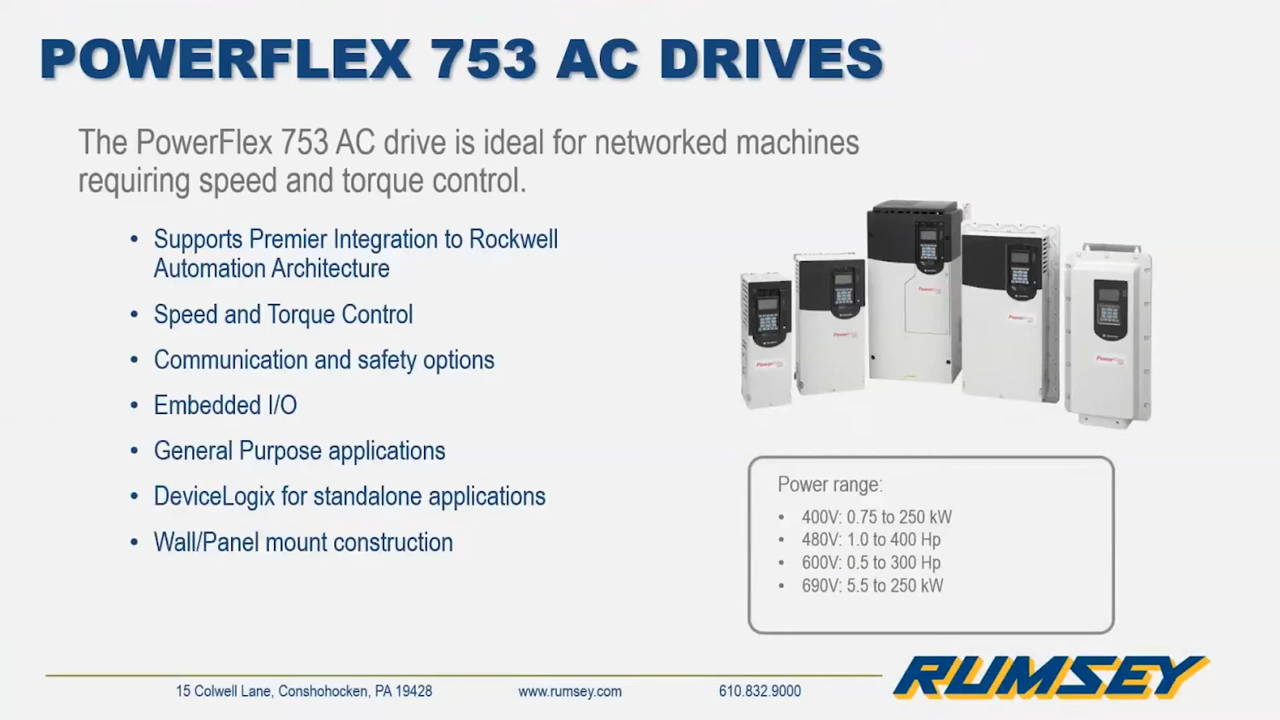 POWERFLEX 753 AC DRIVES
The PowerFlex 753 AC drive is ideal for networked machines
requiring speed and torque control.
• Supports Premier Integration to Rockwell
Automation Architecture
• Speed and Torque Control
• Communication and safety options
• Embedded I/O
• General Purpose applications
• DeviceLogix for standalone applications
• Wall/Panel mount construction
Power range:
• 400V: 0.75 to 250 kW
• 480V: 1.0 to 400 Hp
• 600V: 0.5 to 300 Hp
• 690V: 5.5 to 250 kW
15 Colwell Lane, Conshohocken, PA 19428
www.rumsey.com
610.832.9000
RUMSEY